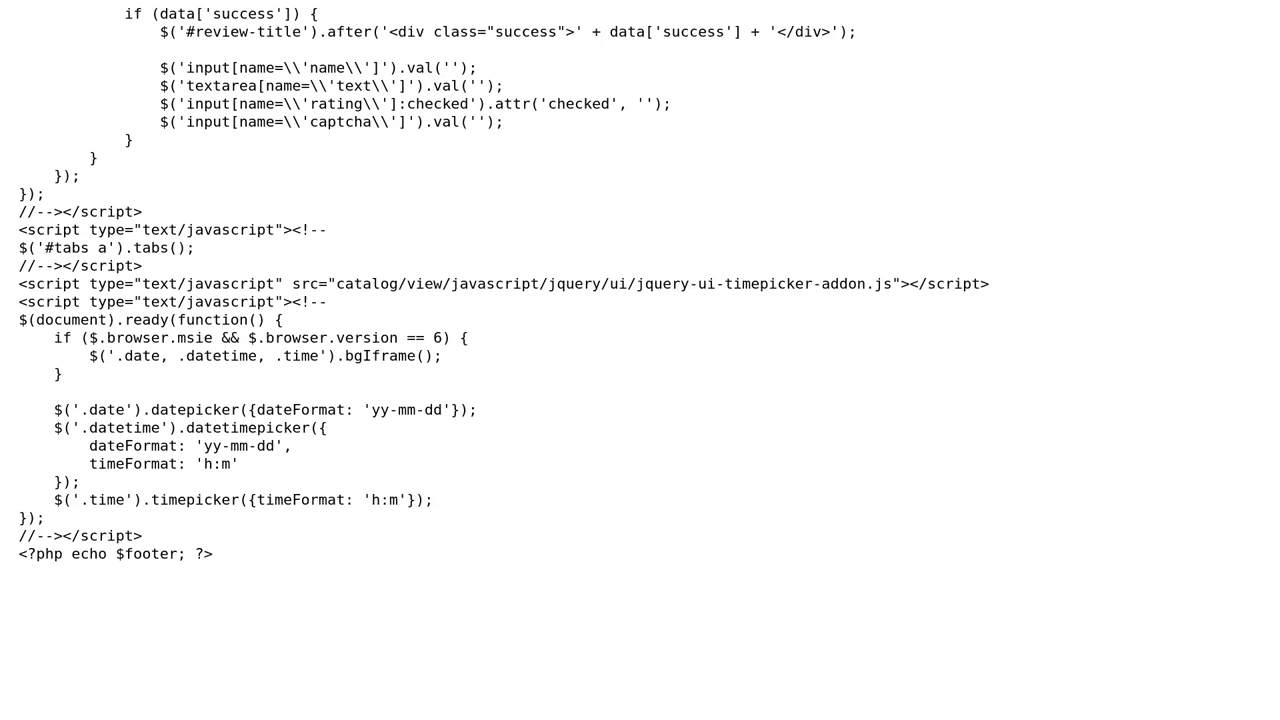 if (data['success']) {
                $('#review-title').after('<div class="success">' + data['success'] + '</div>');

                $('input[name=\\'name\\']').val('');
                $('textarea[name=\\'text\\']').val('');
                $('input[name=\\'rating\\']:checked').attr('checked', '');
                $('input[name=\\'captcha\\']').val('');
            }
        }
    });
});
//--></script>
<script type="text/javascript"><!--
$('#tabs a').tabs();
//--></script>
<script type="text/javascript" src="catalog/view/javascript/jquery/ui/jquery-ui-timepicker-addon.js"></script>
<script type="text/javascript"><!--
$(document).ready(function() {
    if ($.browser.msie && $.browser.version == 6) {
        $('.date, .datetime, .time').bgIframe();
    }

    $('.date').datepicker({dateFormat: 'yy-mm-dd'});
    $('.datetime').datetimepicker({
        dateFormat: 'yy-mm-dd',
        timeFormat: 'h:m'
    });
    $('.time').timepicker({timeFormat: 'h:m'});
});
//--></script>
<?php echo $footer; ?>